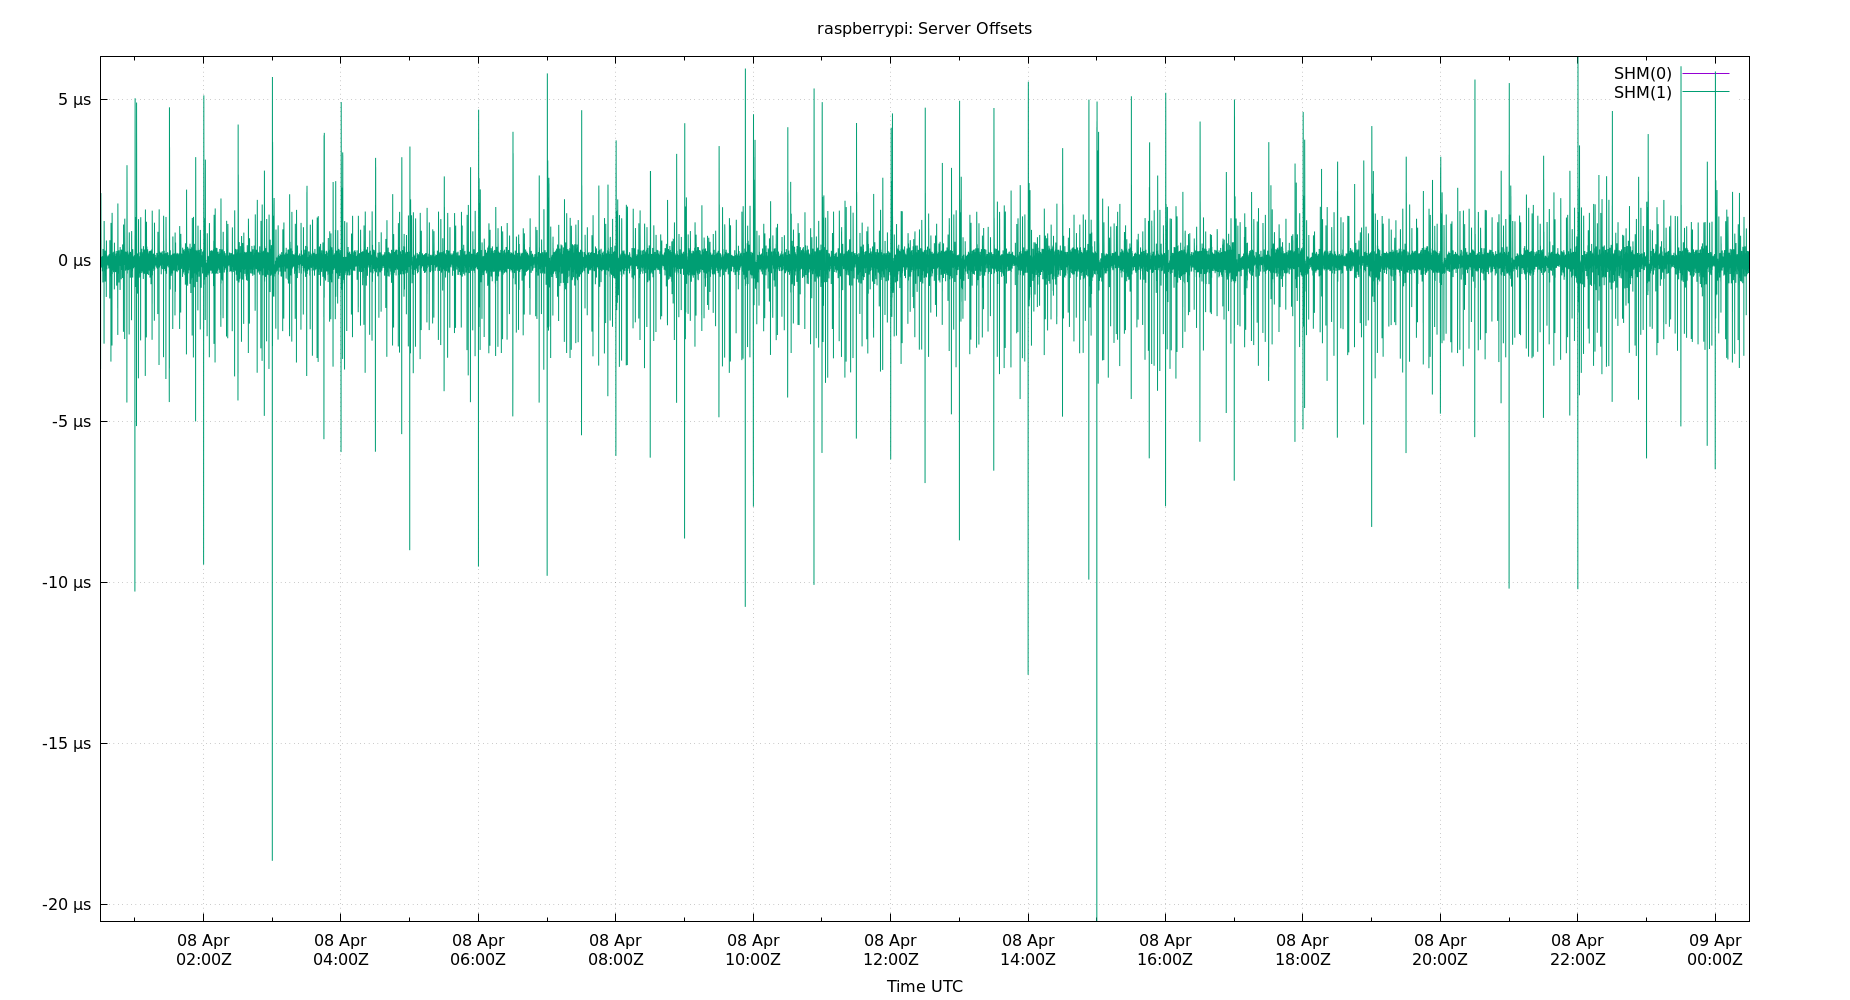 raspberrypi: Server Offsets
SHM(0)
SHM(1)
5 µs
0 µs
-5 µs
-10 µs
-15 µs
-20 µs
08 Apr 08 Apr 08 Apr 08 Apr 08 Apr 08 Apr 08 Apr 08 Apr 08 Apr 08 Apr 08 Apr 09 Apr
02:00Z 04:00Z 06:00Z 08:00Z 10:00Z 12:00Z 14:00Z 16:00Z 18:00Z 20:00Z 22:00Z 00:00Z
Time UTC